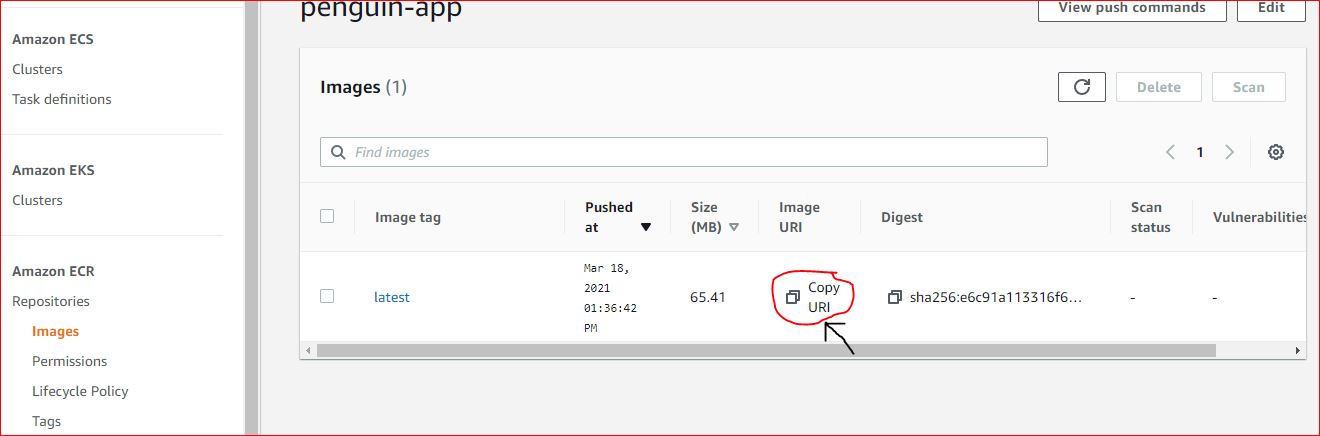 penguin-app
View push commands
Edit
Amazon ECS
Clusters
Task definitions
Amazon EKS
Clusters
Amazon ECR
Repositories
Images
Permissions
Lifecycle Policy
Tags
Images (1)
Delete
Scan
Find images
1
Image tag
Pushed
at
Size
(MB)
Image
URI
Digest
Scan
status
Vulnerabilities
latest
Mar 18,
2021
01:36:42
PM
65.41
Copy
URI
sha256:e6c91a113316f6...
-
-